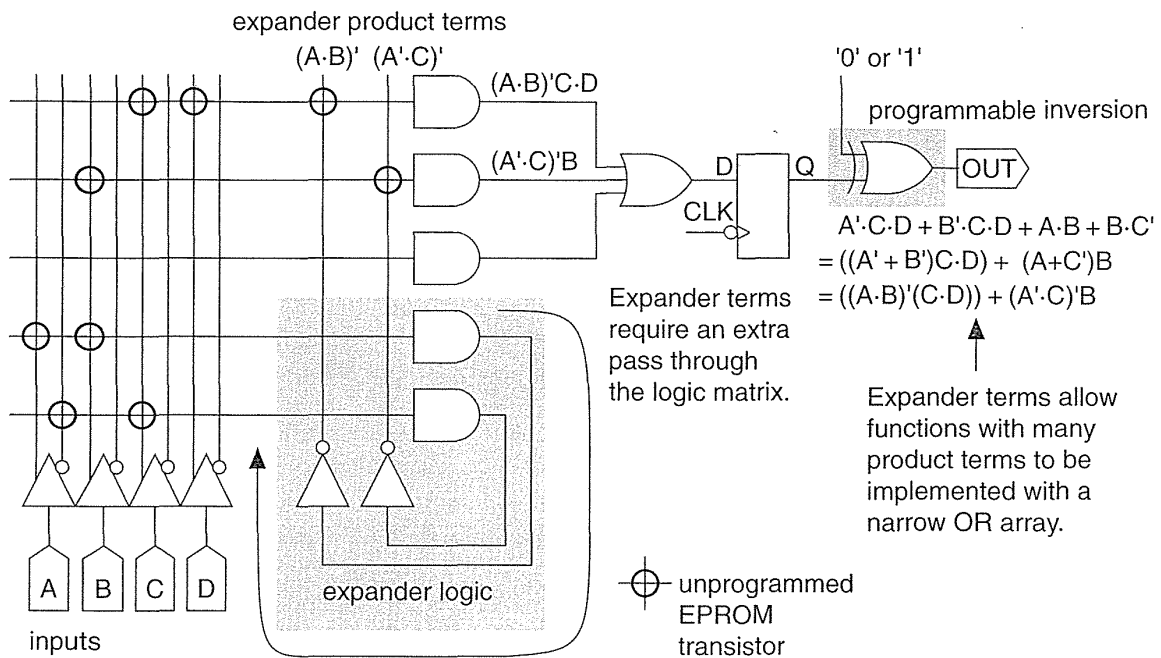 expander product terms
(A·B)' (A'·C)'
'0' or '1'
(A·B)'C·D
programmable inversion
(A'·C)'B
D
Q
OUT
CLK
A'·C·D + B'·C·D + A·B + B·C'
= ((A' + B')C·D) + (A+C')B
= ((A·B)'(C·D)) + (A'·C)'B
Expander terms
require an extra
pass through
the logic matrix.
Expander terms allow
functions with many
product terms to be
implemented with a
narrow OR array.
A B C D
expander logic
inputs
unprogrammed
EPROM
transistor